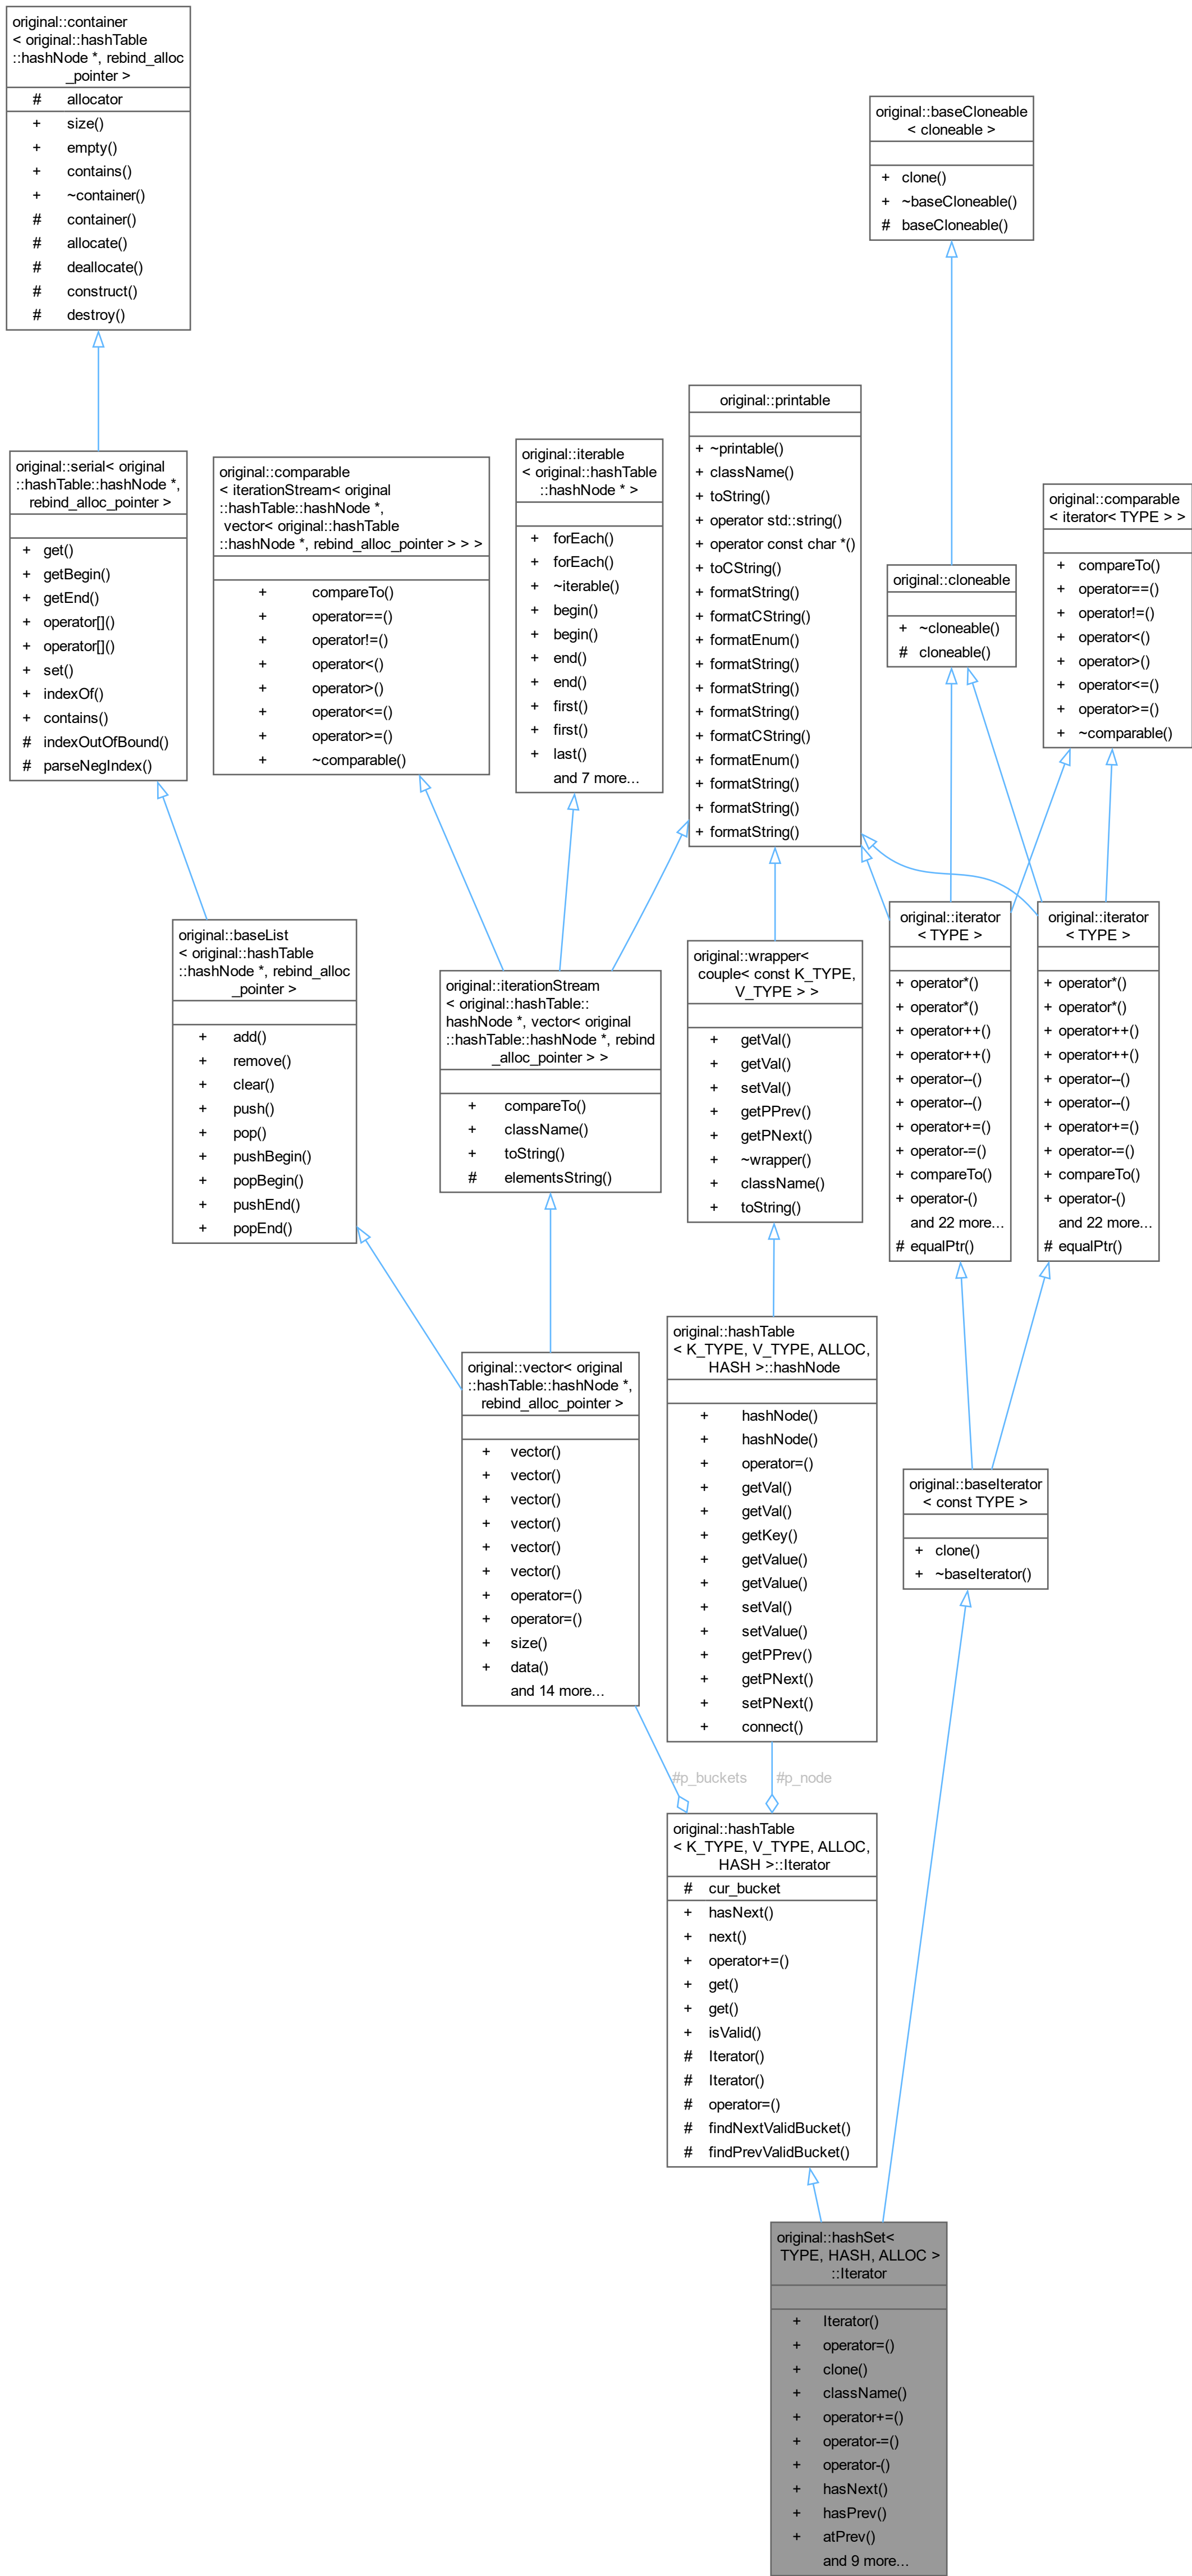 original::container
< original::hashTable
::hashNode *, rebind_alloc
_pointer >
# allocator
+ size()
+ empty()
+ contains()
+ ~container()
# container()
# allocate()
# deallocate()
# construct()
# destroy()
original::baseCloneable
< cloneable >
+ clone()
+ ~baseCloneable()
# baseCloneable()
original::serial< original
::hashTable::hashNode *,
rebind_alloc_pointer >
+ get()
+ getBegin()
+ getEnd()
+ operator[]()
+ operator[]()
+ set()
+ indexOf()
+ contains()
# indexOutOfBound()
# parseNegIndex()
original::comparable
< iterationStream< original
::hashTable::hashNode *,
vector< original::hashTable
::hashNode *, rebind_alloc_pointer > > >
+ compareTo()
+ operator==()
+ operator!=()
+ operator<()
+ operator>()
+ operator<=()
+ operator>=()
+ ~comparable()
original::iterable
< original::hashTable
::hashNode * >
+ forEach()
+ forEach()
+ ~iterable()
+ begin()
+ begin()
+ end()
+ end()
+ first()
+ first()
+ last()
and 7 more...
original::printable
+ ~printable()
+ className()
+ toString()
+ operator std::string()
+ operator const char *()
+ toCString()
+ formatString()
+ formatCString()
+ formatEnum()
+ formatString()
+ formatString()
+ formatString()
+ formatCString()
+ formatEnum()
+ formatString()
+ formatString()
+ formatString()
original::cloneable
+ ~cloneable()
# cloneable()
original::comparable
< iterator< TYPE > >
+ compareTo()
+ operator==()
+ operator!=()
+ operator<()
+ operator>()
+ operator<=()
+ operator>=()
+ ~comparable()
original::baseList
< original::hashTable
::hashNode *, rebind_alloc
_pointer >
+ add()
+ remove()
+ clear()
+ push()
+ pop()
+ pushBegin()
+ popBegin()
+ pushEnd()
+ popEnd()
original::iterationStream
< original::hashTable::
hashNode *, vector< original
::hashTable::hashNode *, rebind
_alloc_pointer > >
+ compareTo()
+ className()
+ toString()
# elementsString()
original::wrapper<
couple< const K_TYPE,
V_TYPE > >
+ getVal()
+ getVal()
+ setVal()
+ getPPrev()
+ getPNext()
+ ~wrapper()
+ className()
+ toString()
original::iterator
< TYPE >
+ operator*()
+ operator*()
+ operator++()
+ operator++()
+ operator--()
+ operator--()
+ operator+=()
+ operator-=()
+ compareTo()
+ operator-()
and 22 more...
# equalPtr()
original::iterator
< TYPE >
+ operator*()
+ operator*()
+ operator++()
+ operator++()
+ operator--()
+ operator--()
+ operator+=()
+ operator-=()
+ compareTo()
+ operator-()
and 22 more...
# equalPtr()
original::vector< original
::hashTable::hashNode *,
rebind_alloc_pointer >
+ vector()
+ vector()
+ vector()
+ vector()
+ vector()
+ vector()
+ operator=()
+ operator=()
+ size()
+ data()
and 14 more...
original::hashTable
< K_TYPE, V_TYPE, ALLOC,
HASH >::hashNode
+ hashNode()
+ hashNode()
+ operator=()
+ getVal()
+ getVal()
+ getKey()
+ getValue()
+ getValue()
+ setVal()
+ setValue()
+ getPPrev()
+ getPNext()
+ setPNext()
+ connect()
original::baseIterator
< const TYPE >
+ clone()
+ ~baseIterator()
#p_buckets
#p_node
original::hashTable
< K_TYPE, V_TYPE, ALLOC,
HASH >::Iterator
# cur_bucket
+ hasNext()
+ next()
+ operator+=()
+ get()
+ get()
+ isValid()
# Iterator()
# Iterator()
# operator=()
# findNextValidBucket()
# findPrevValidBucket()
original::hashSet<
TYPE, HASH, ALLOC >
::Iterator
+ Iterator()
+ operator=()
+ clone()
+ className()
+ operator+=()
+ operator-=()
+ operator-()
+ hasNext()
+ hasPrev()
+ atPrev()
and 9 more...